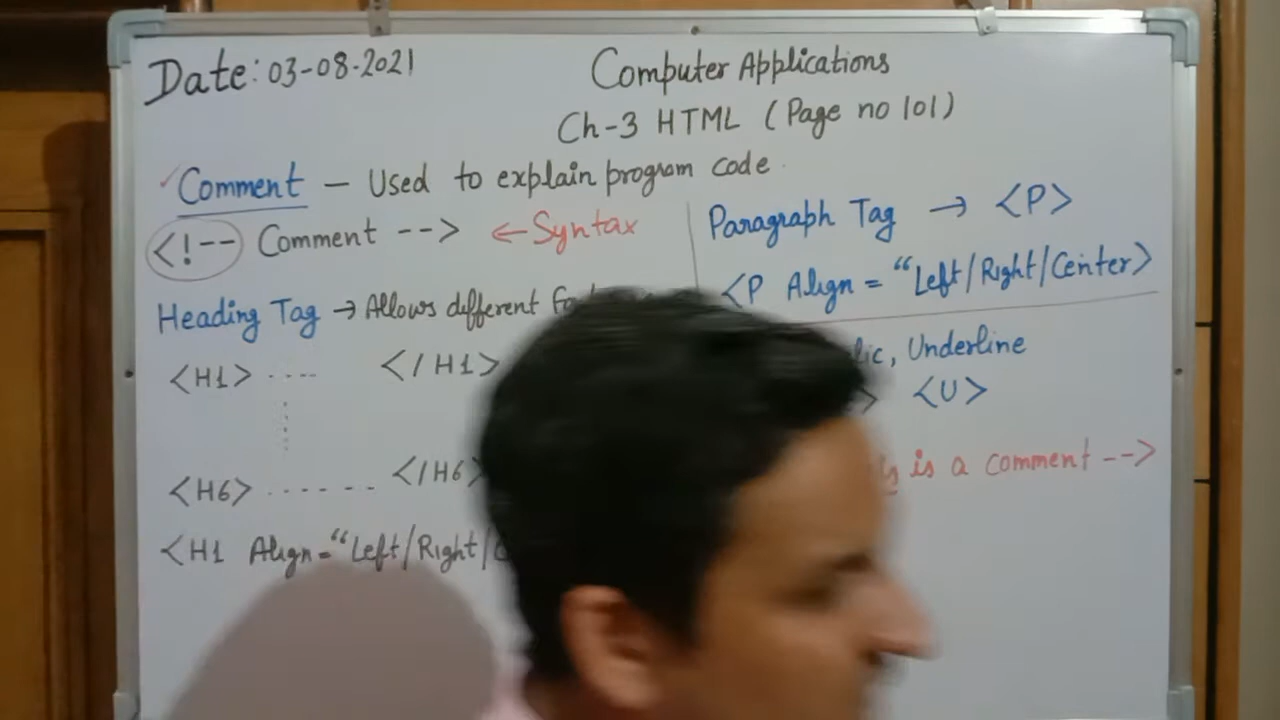 Date: 03-08-2021
Computer Applications
Ch-3 HTML (Page no 101)
Comment – Used to explain program code.
<!-- Comment --> ← Syntax
Heading Tag → Allows different
<H1> ..... </H1>
<H6> ....... </H6>
<H1 Align = "Left/Right/
Paragraph Tag → <P>
<P Align = "Left/Right/Center>
Underline
<U>
is a comment -->